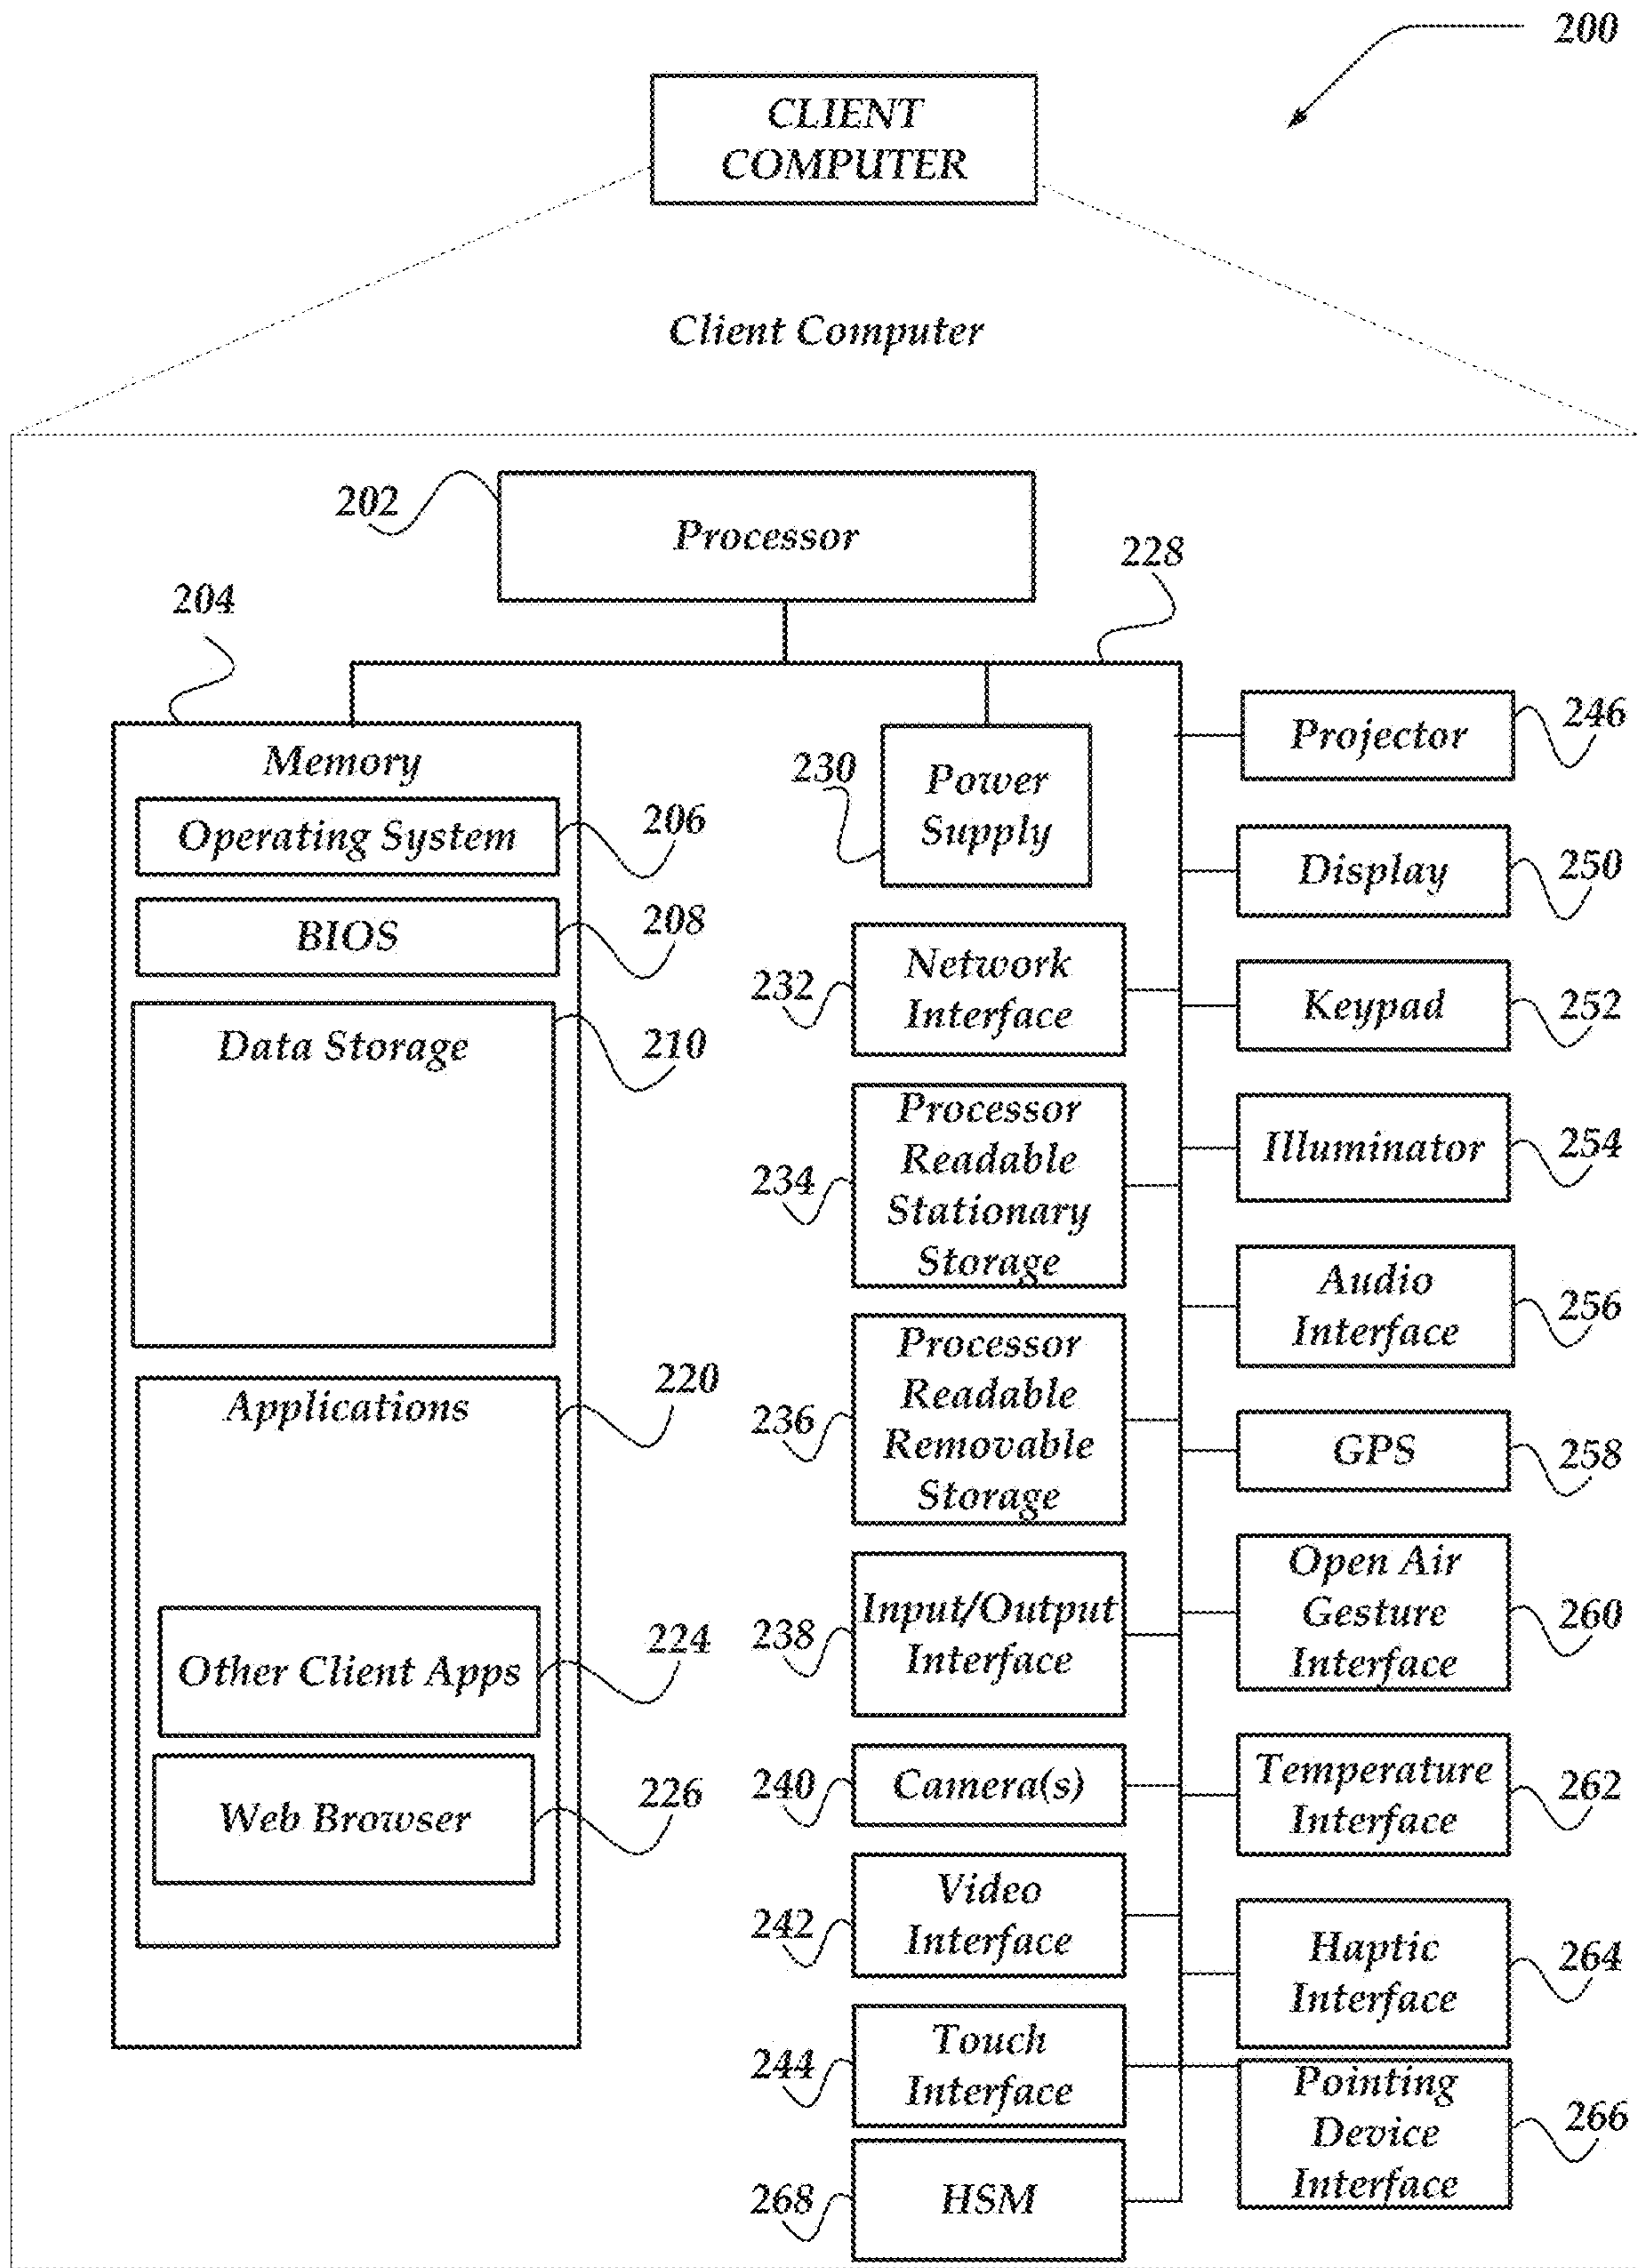 200
CLIENT
COMPUTER
Client Computer
202
Processor
228
204
Memory
Operating System
206
BIOS
208
Data Storage
210
Applications
220
Other Client Apps
224
Web Browser
226
230
Power
Supply
232
Network
Interface
234
Processor
Readable
Stationary
Storage
236
Processor
Readable
Removable
Storage
238
Input/Output
Interface
240
Camera(s)
242
Video
Interface
244
Touch
Interface
268
HSM
Projector
246
Display
250
Keypad
252
Illuminator
254
Audio
Interface
256
GPS
258
Open Air
Gesture
Interface
260
Temperature
Interface
262
Haptic
Interface
264
Pointing
Device
Interface
266